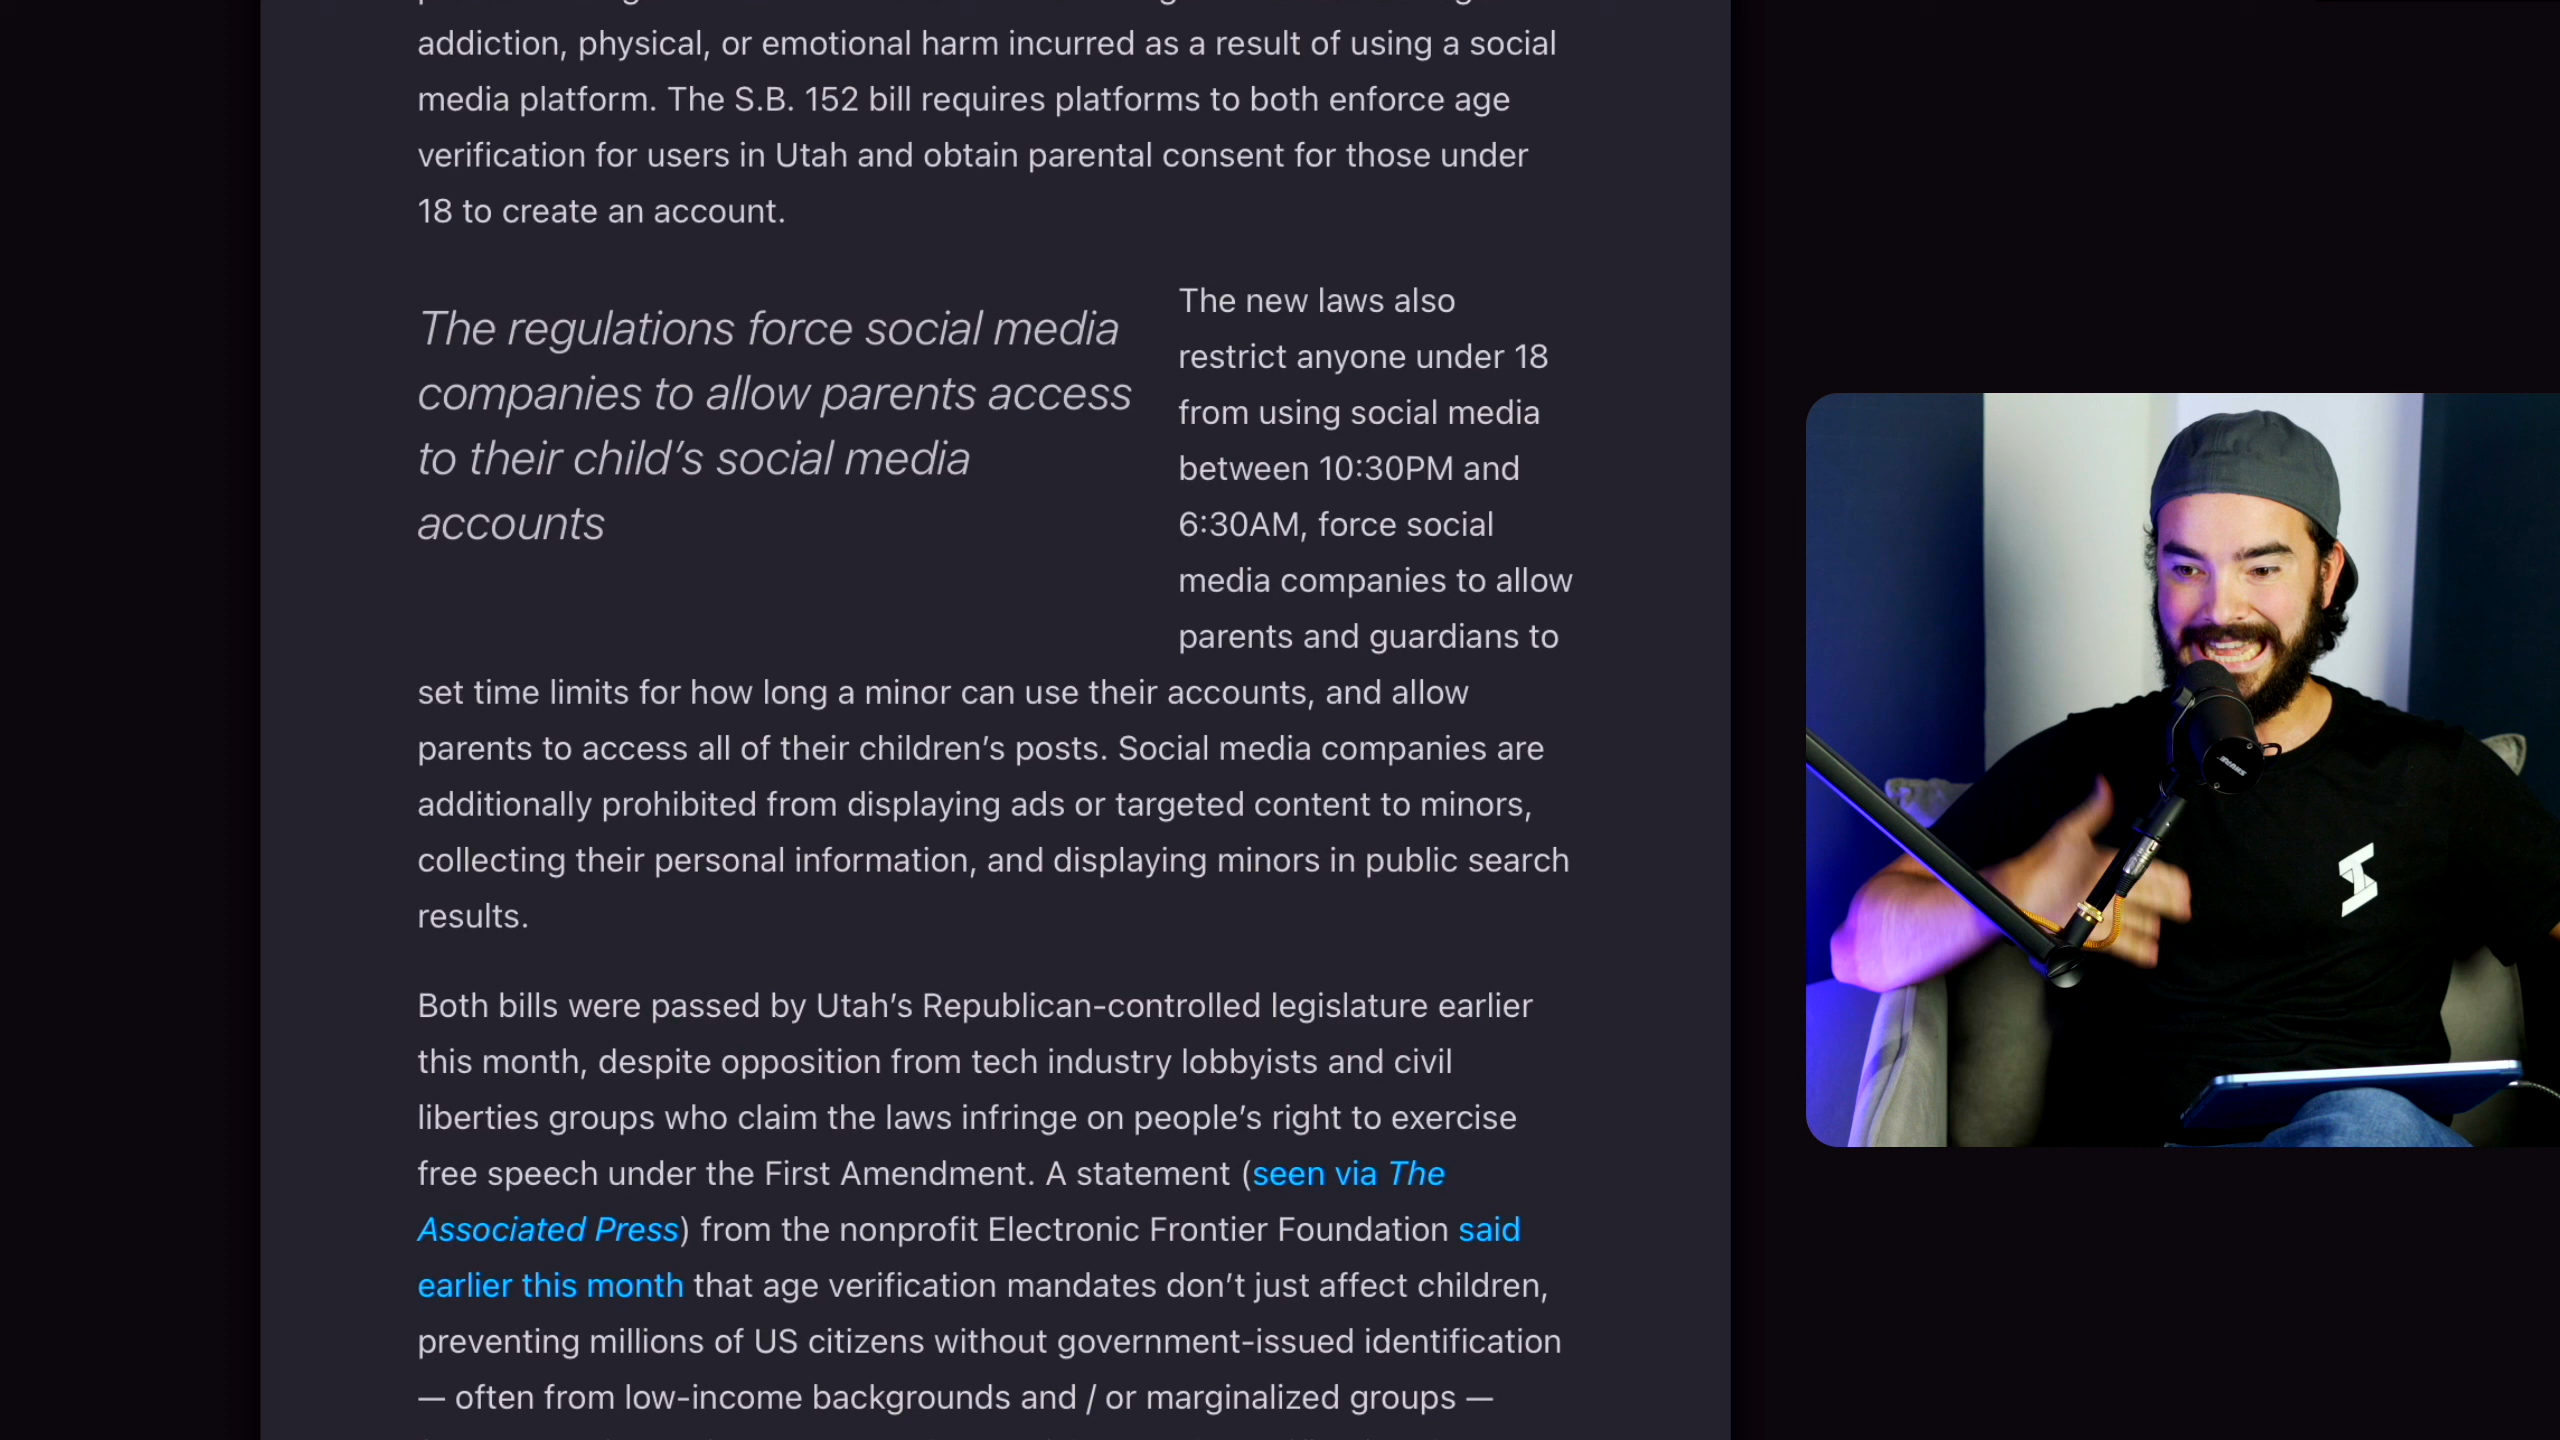 addiction, physical, or emotional harm incurred as a result of using a social
media platform. The S.B. 152 bill requires platforms to both enforce age
verification for users in Utah and obtain parental consent for those under
18 to create an account.
The regulations force social media
companies to allow parents access
to their child’s social media
accounts
The new laws also
restrict anyone under 18
from using social media
between 10:30PM and
6:30AM, force social
media companies to allow
parents and guardians to
set time limits for how long a minor can use their accounts, and allow
parents to access all of their children’s posts. Social media companies are
additionally prohibited from displaying ads or targeted content to minors,
collecting their personal information, and displaying minors in public search
results.
Both bills were passed by Utah’s Republican-controlled legislature earlier
this month, despite opposition from tech industry lobbyists and civil
liberties groups who claim the laws infringe on people’s right to exercise
free speech under the First Amendment. A statement (seen via The
Associated Press) from the nonprofit Electronic Frontier Foundation said
earlier this month that age verification mandates don’t just affect children,
preventing millions of US citizens without government-issued identification
— often from low-income backgrounds and / or marginalized groups —